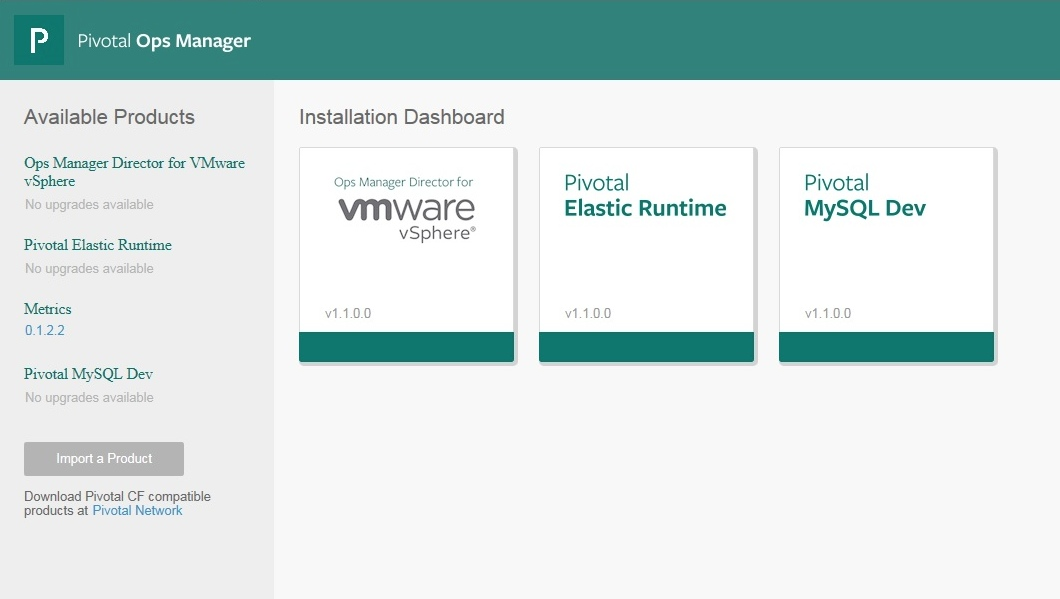 P
Pivotal Ops Manager
Available Products
Ops Manager Director for VMware
vSphere
No upgrades available
Pivotal Elastic Runtime
No upgrades available
Metrics
0.1.2.2
Pivotal MySQL Dev
No upgrades available
Import a Product
Download Pivotal CF compatible
products at Pivotal Network
Installation Dashboard
Ops Manager Director for
vmware
vSphere®
v1.1.0.0
Pivotal
Elastic Runtime
v1.1.0.0
Pivotal
MySQL Dev
v1.1.0.0